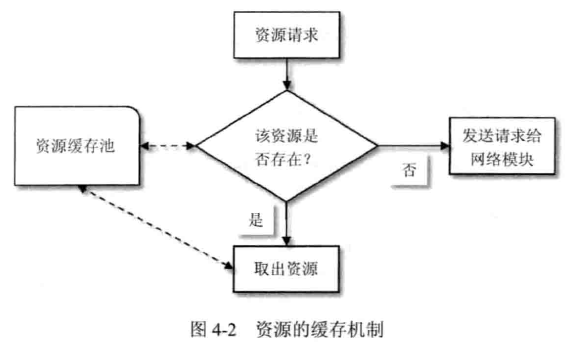 资源请求
资源缓存池
该资源是
否存在？
发送请求给
网络模块
否
是
取出资源
图 4-2 资源的缓存机制